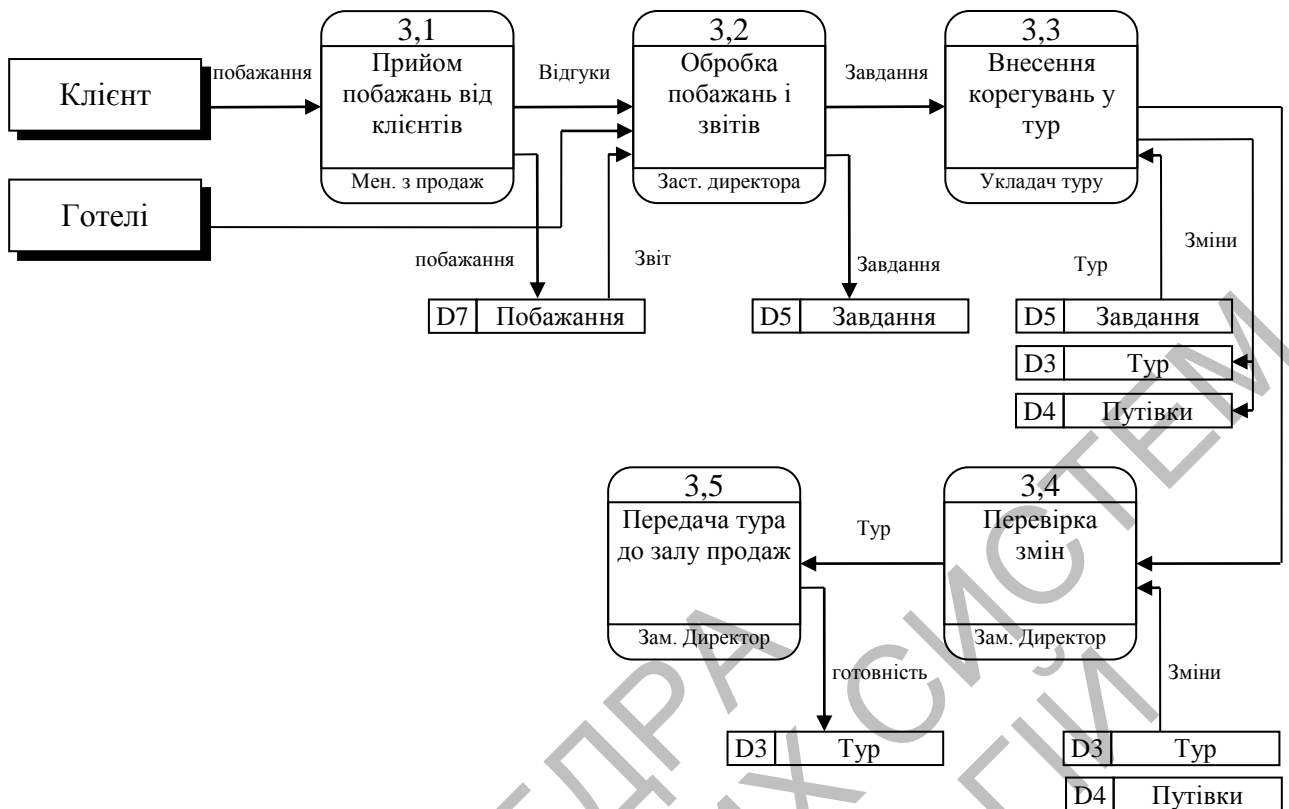 3,1
3,2
3,3
Клієнт
побажання
Прийом
побажань від
клієнтів
Відгуки
Обробка
побажань і
звітів
Завдання
Внесення
корегувань у
тур
Мен. з продаж
Заст. директора
Укладач туру
Готелі
побажання
Звіт
Завдання
Тур
Зміни
D7 Побажання
D5 Завдання
D5 Завдання
D3 Тур
D4 Путівки
3,5
3,4
Передача тура
до залу продаж
Тур
Перевірка
змін
Зам. Директор
Зам. Директор
готовність
Зміни
D3 Тур
D3 Тур
D4 Путівки
СИСТЕМ